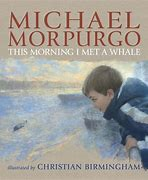 MICHAEL
MORPURGO
THIS MORNING I MET A WHALE
illustrated by CHRISTIAN BIRMINGHAM